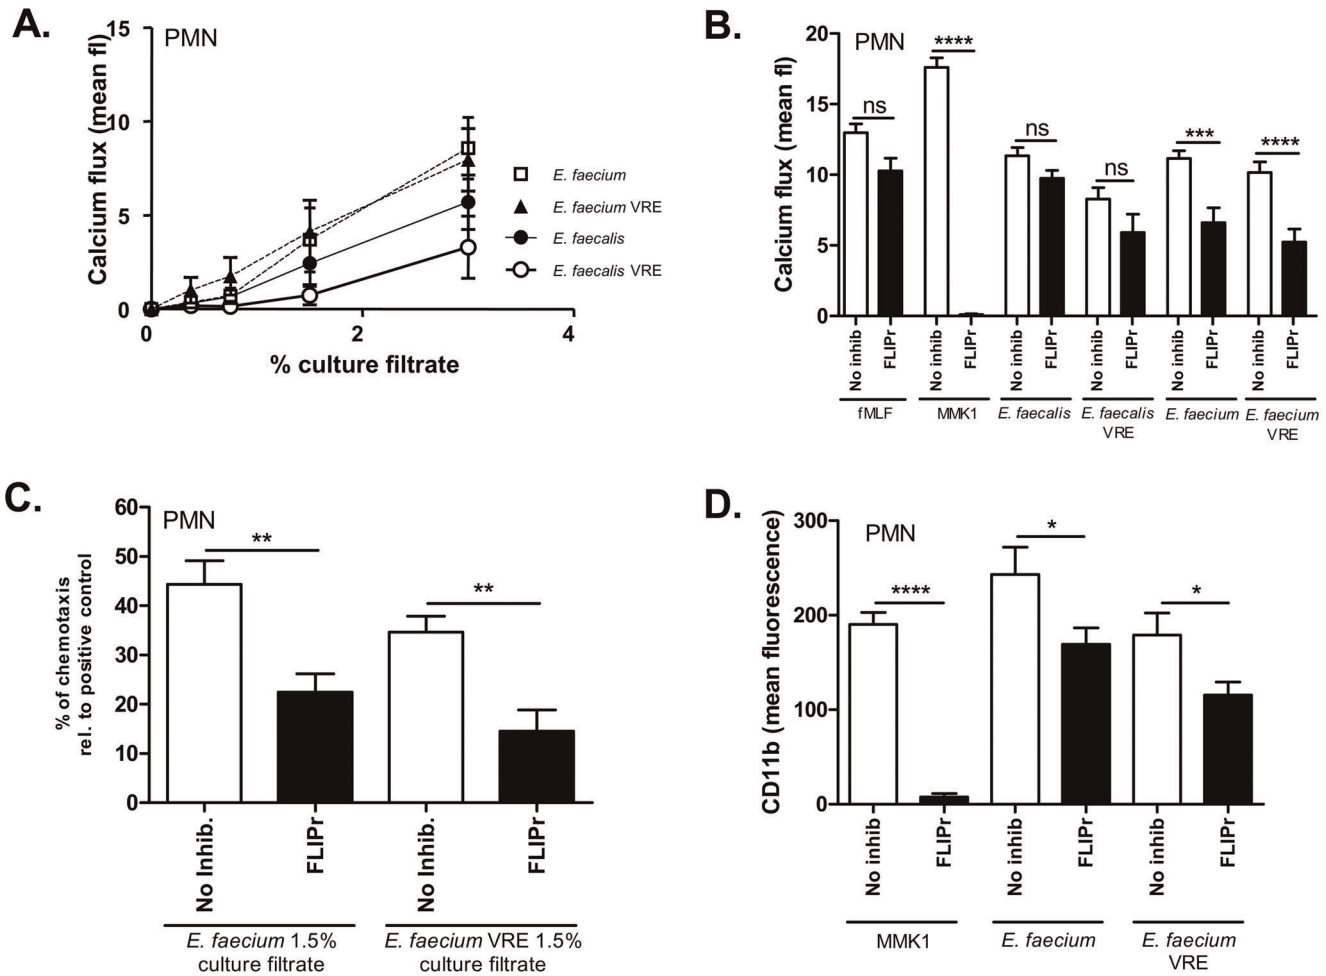 A.
PMN
Calcium flux (mean fl)
15
10
5
0
0
2
4
% culture filtrate
E. faecium
E. faecium VRE
E. faecalis
E. faecalis VRE
B.
PMN
Calcium flux (mean fl)
20
15
10
5
0
ns
****
ns
ns
***
****
No inhib
FLIPr
No inhib
FLIPr
No inhib
FLIPr
No inhib
FLIPr
No inhib
FLIPr
No inhib
FLIPr
fMLF
MMK1
E. faecalis
E. faecalis
VRE
E. faecium
E. faecium
VRE
C.
PMN
% of chemotaxis
rel. to positive control
60
50
40
30
20
10
0
**
**
No Inhib.
FLIPr
No Inhib.
FLIPr
E. faecium 1.5%
culture filtrate
E. faecium VRE 1.5%
culture filtrate
D.
PMN
CD11b (mean fluorescence)
300
200
100
0
****
*
*
No inhib
FLIPr
No inhib
FLIPr
No inhib
FLIPr
MMK1
E. faecium
E. faecium
VRE